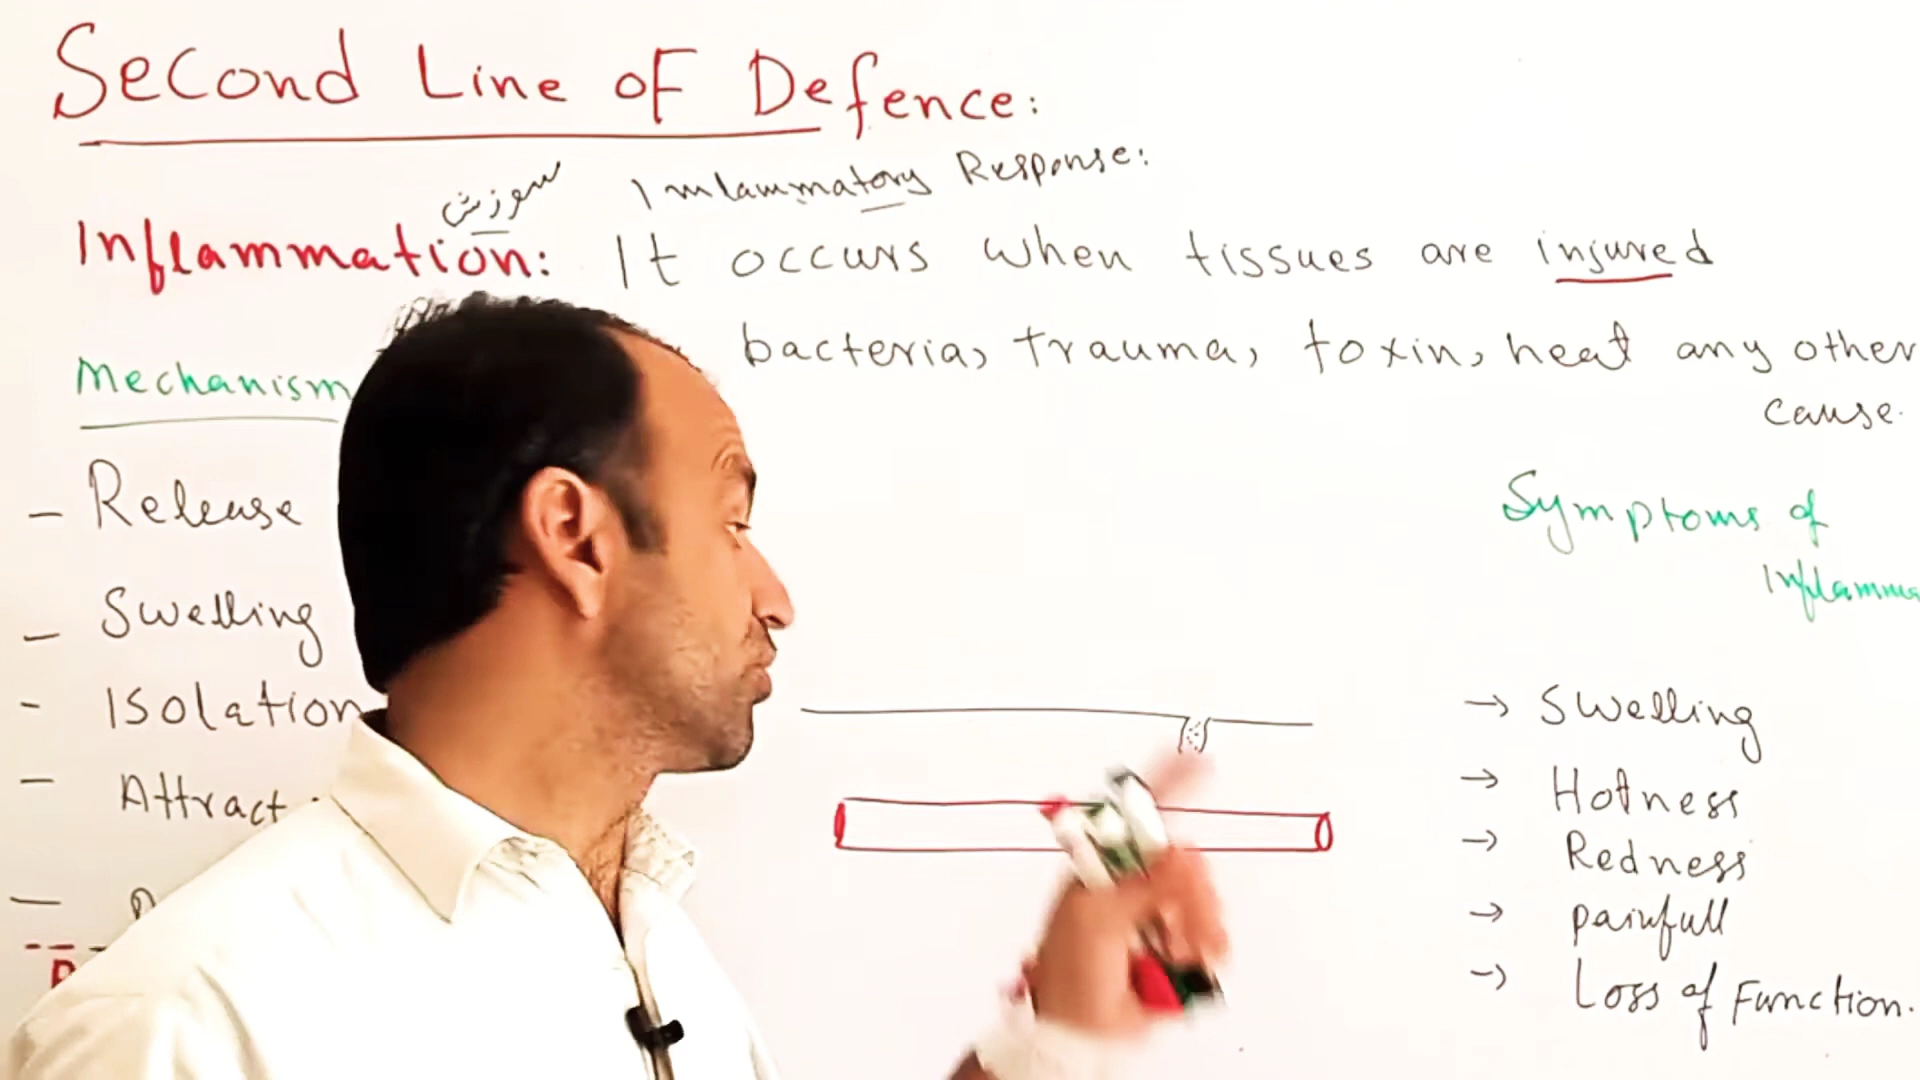 Second Line of Defence:
سوزش
Imlammatory Response:
Inflammation: It occurs when tissues are injured
bacteria, trauma, toxin, heat any other
cause.
Mechanism
- Release
- Swelling
- Isolation
- Attract
Symptoms of
Inflamma
→ Swelling
→ Hotness
→ Redness
→ painfull
→ Loss of Function.